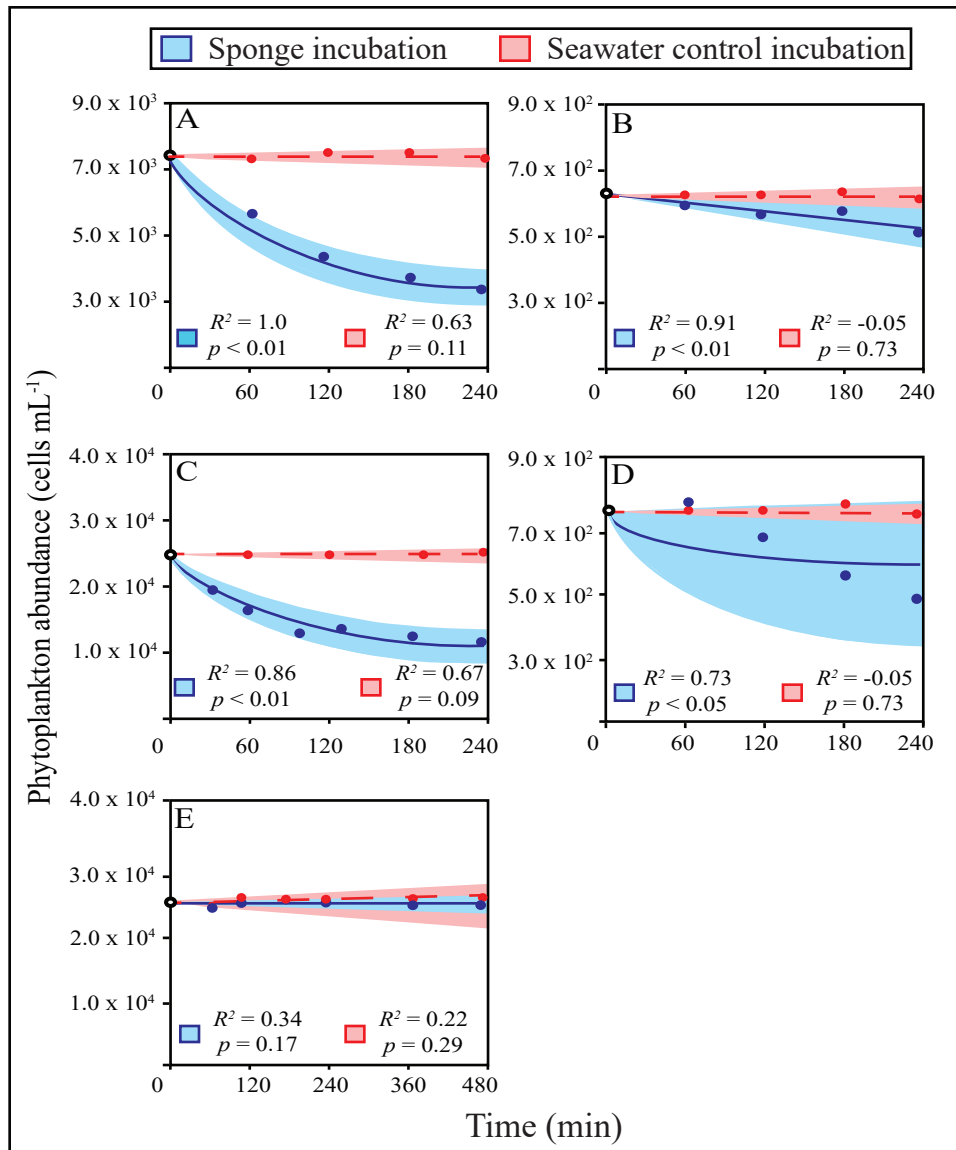 Sponge incubation Seawater control incubation
Phytoplankton abundance (cells mL⁻¹)
A
9.0 x 10³
7.0 x 10³
5.0 x 10³
3.0 x 10³
R² = 1.0 R² = 0.63
p < 0.01 p = 0.11
0 60 120 180 240
B
9.0 x 10²
7.0 x 10²
5.0 x 10²
3.0 x 10²
R² = 0.91 R² = -0.05
p < 0.01 p = 0.73
0 60 120 180 240
C
4.0 x 10⁴
3.0 x 10⁴
2.0 x 10⁴
1.0 x 10⁴
R² = 0.86 R² = 0.67
p < 0.01 p = 0.09
0 60 120 180 240
D
9.0 x 10²
7.0 x 10²
5.0 x 10²
3.0 x 10²
R² = 0.73 R² = -0.05
p < 0.05 p = 0.73
0 60 120 180 240
E
4.0 x 10⁴
3.0 x 10⁴
2.0 x 10⁴
1.0 x 10⁴
R² = 0.34 R² = 0.22
p = 0.17 p = 0.29
0 120 240 360 480
Time (min)